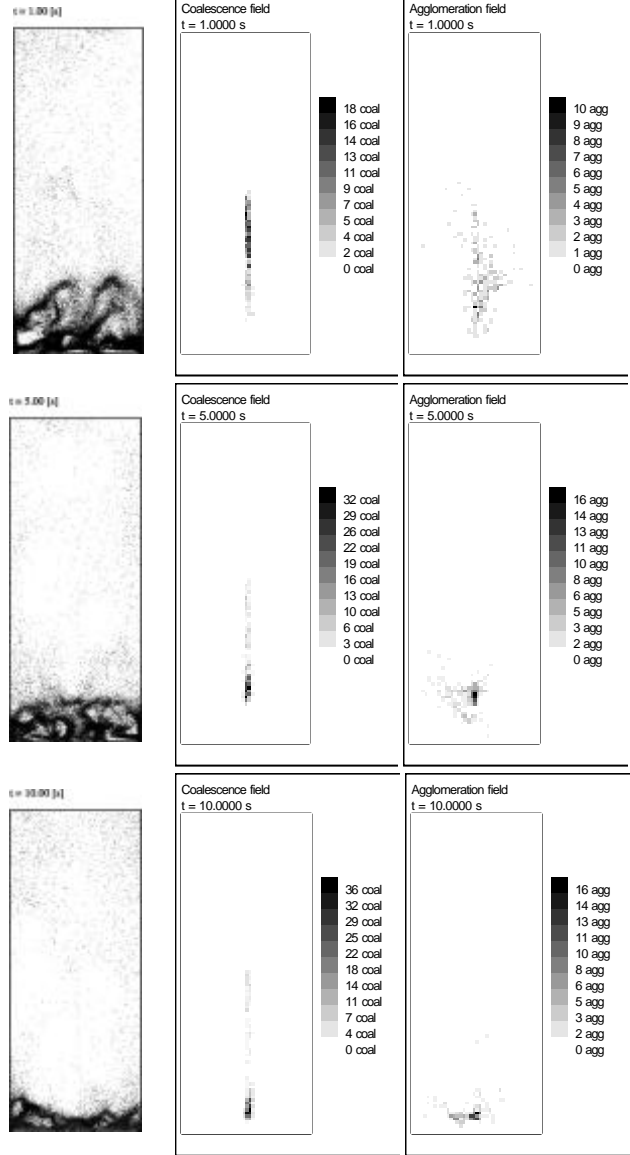 t = 1.00 [s]
Coalescence field
t = 1.0000 s
18 coal
16 coal
14 coal
13 coal
11 coal
9 coal
7 coal
5 coal
4 coal
2 coal
0 coal
Agglomeration field
t = 1.0000 s
10 agg
9 agg
8 agg
7 agg
6 agg
5 agg
4 agg
3 agg
2 agg
1 agg
0 agg
t = 5.00 [s]
Coalescence field
t = 5.0000 s
32 coal
29 coal
26 coal
22 coal
19 coal
16 coal
13 coal
10 coal
6 coal
3 coal
0 coal
Agglomeration field
t = 5.0000 s
16 agg
14 agg
13 agg
11 agg
10 agg
8 agg
6 agg
5 agg
3 agg
2 agg
0 agg
t = 10.00 [s]
Coalescence field
t = 10.0000 s
36 coal
32 coal
29 coal
25 coal
22 coal
18 coal
14 coal
11 coal
7 coal
4 coal
0 coal
Agglomeration field
t = 10.0000 s
16 agg
14 agg
13 agg
11 agg
10 agg
8 agg
6 agg
5 agg
3 agg
2 agg
0 agg